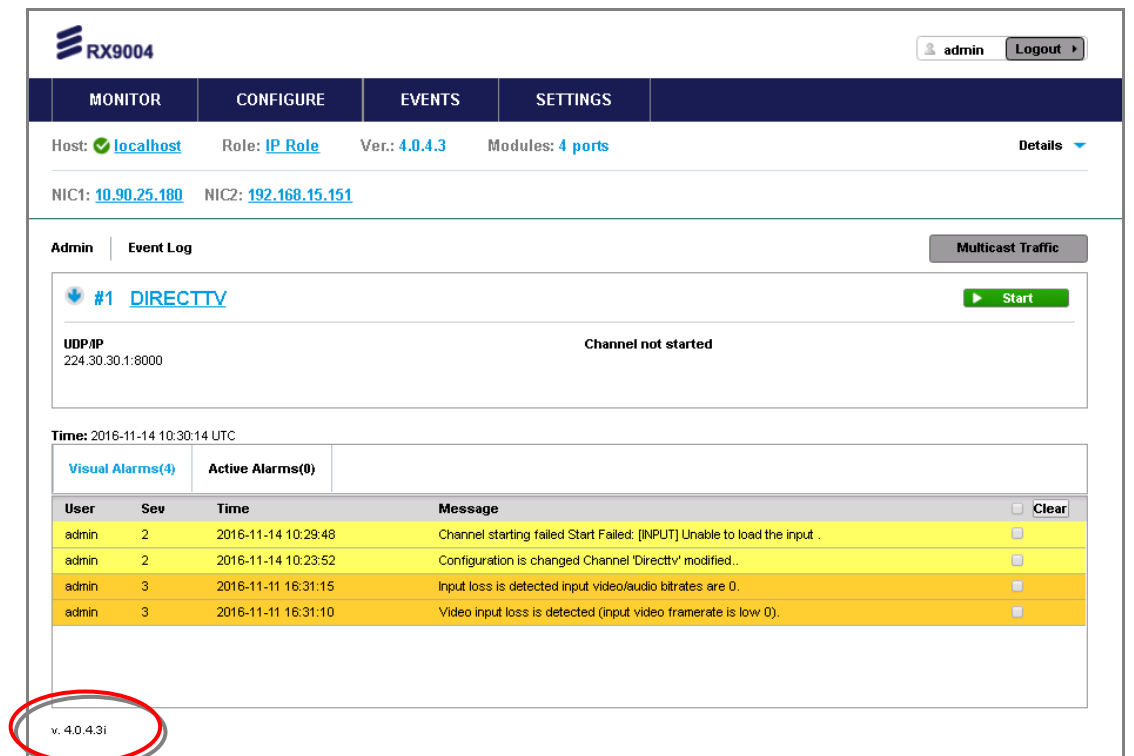 RX9004
admin Logout
MONITOR CONFIGURE EVENTS SETTINGS
Host: localhost Role: IP Role Ver.: 4.0.4.3 Modules: 4 ports Details
NIC1: 10.90.25.180 NIC2: 192.168.15.151
Admin Event Log Multicast Traffic
#1 DIRECTTV Start
UDP/IP Channel not started
224.30.30.1:8000
Time: 2016-11-14 10:30:14 UTC
Visual Alarms(4) Active Alarms(0)
User Sev Time Message Clear
admin 2 2016-11-14 10:29:48 Channel starting failed Start Failed: [INPUT] Unable to load the input .
admin 2 2016-11-14 10:23:52 Configuration is changed Channel 'Directtv' modified..
admin 3 2016-11-11 16:31:15 Input loss is detected input video/audio bitrates are 0.
admin 3 2016-11-11 16:31:10 Video input loss is detected (input video framerate is low 0).
v. 4.0.4.3i